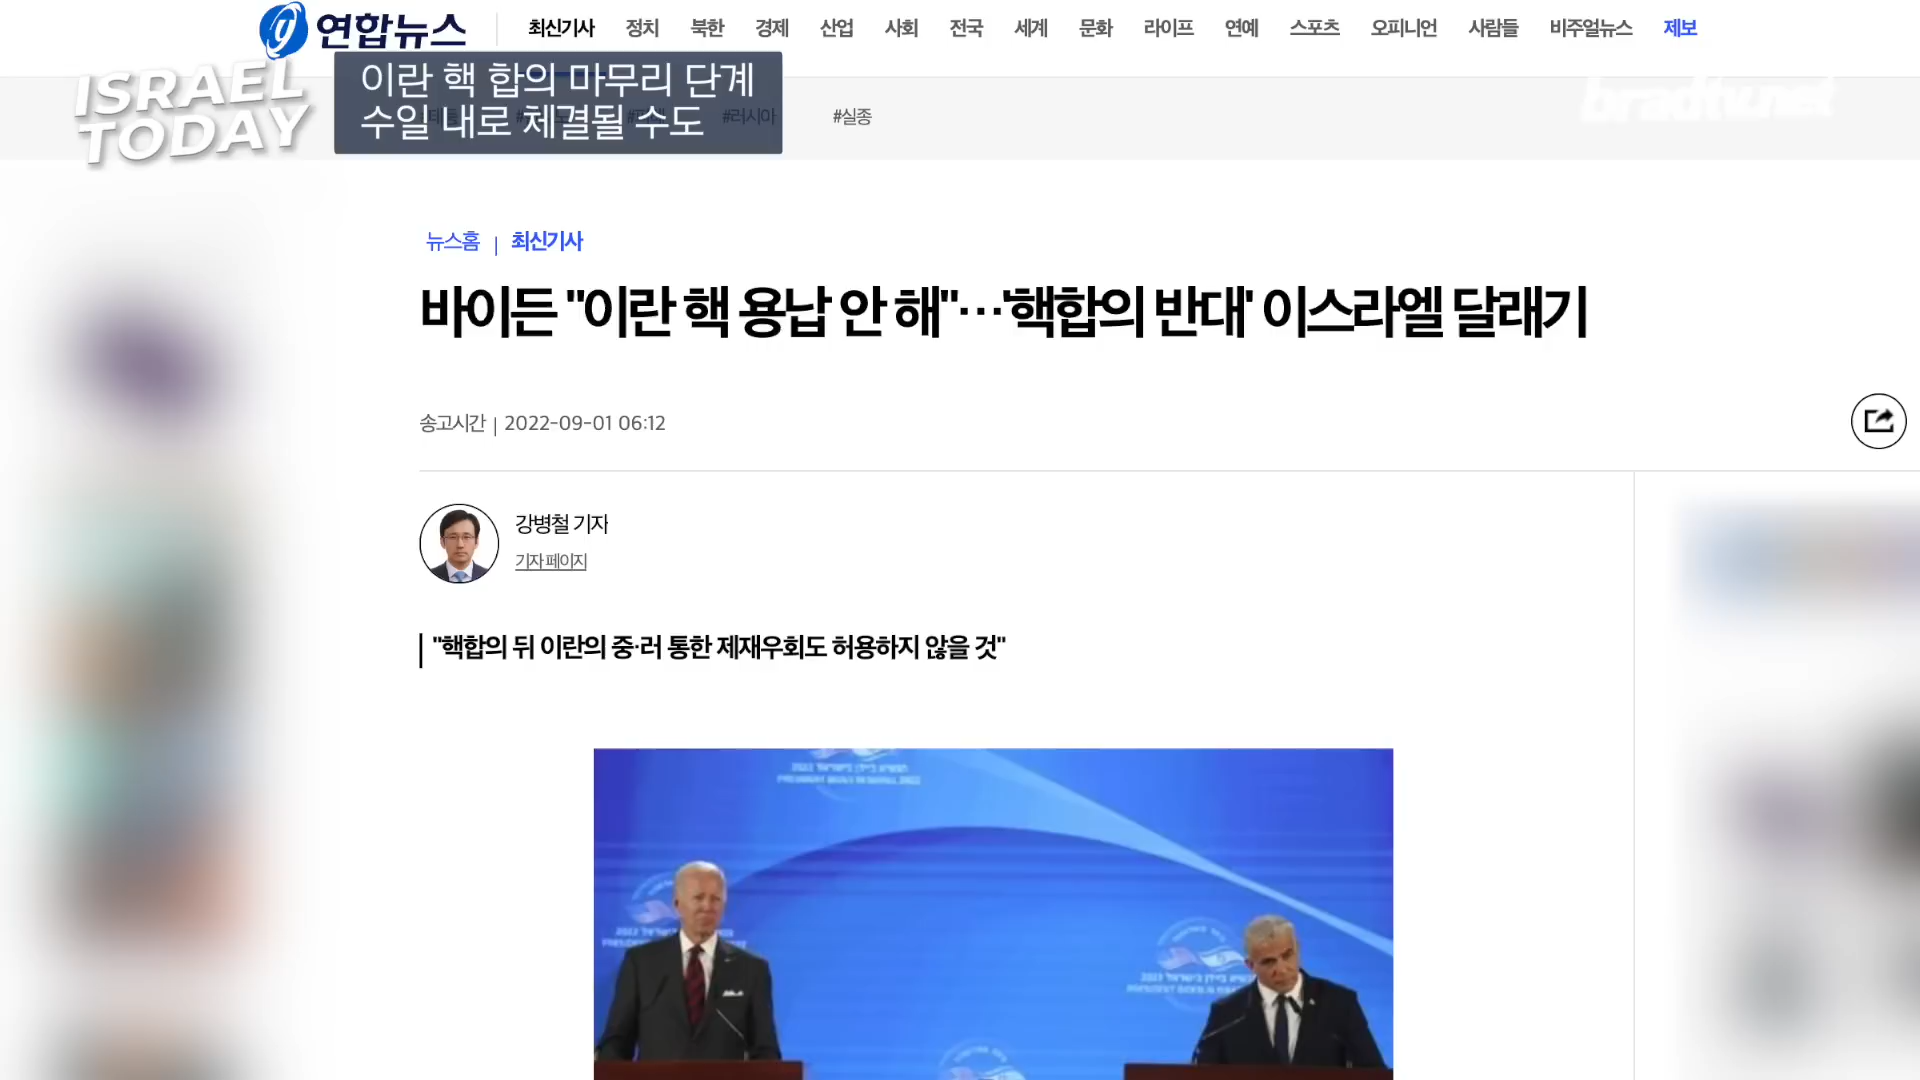 연합뉴스
최신기사 정치 북한 경제 산업 사회 전국 세계 문화 라이프 연예 스포츠 오피니언 사람들 비주얼뉴스 제보
ISRAEL
TODAY
이란 핵 합의 마무리 단계
수일 내로 체결될 수도
#러시아 #실종
bradtv.net
뉴스홈 | 최신기사
바이든 "이란 핵 용납 안 해"…'핵합의 반대' 이스라엘 달래기
송고시간 | 2022-09-01 06:12
강병철 기자
기자 페이지
"핵합의 뒤 이란의 중·러 통한 제재우회도 허용하지 않을 것"